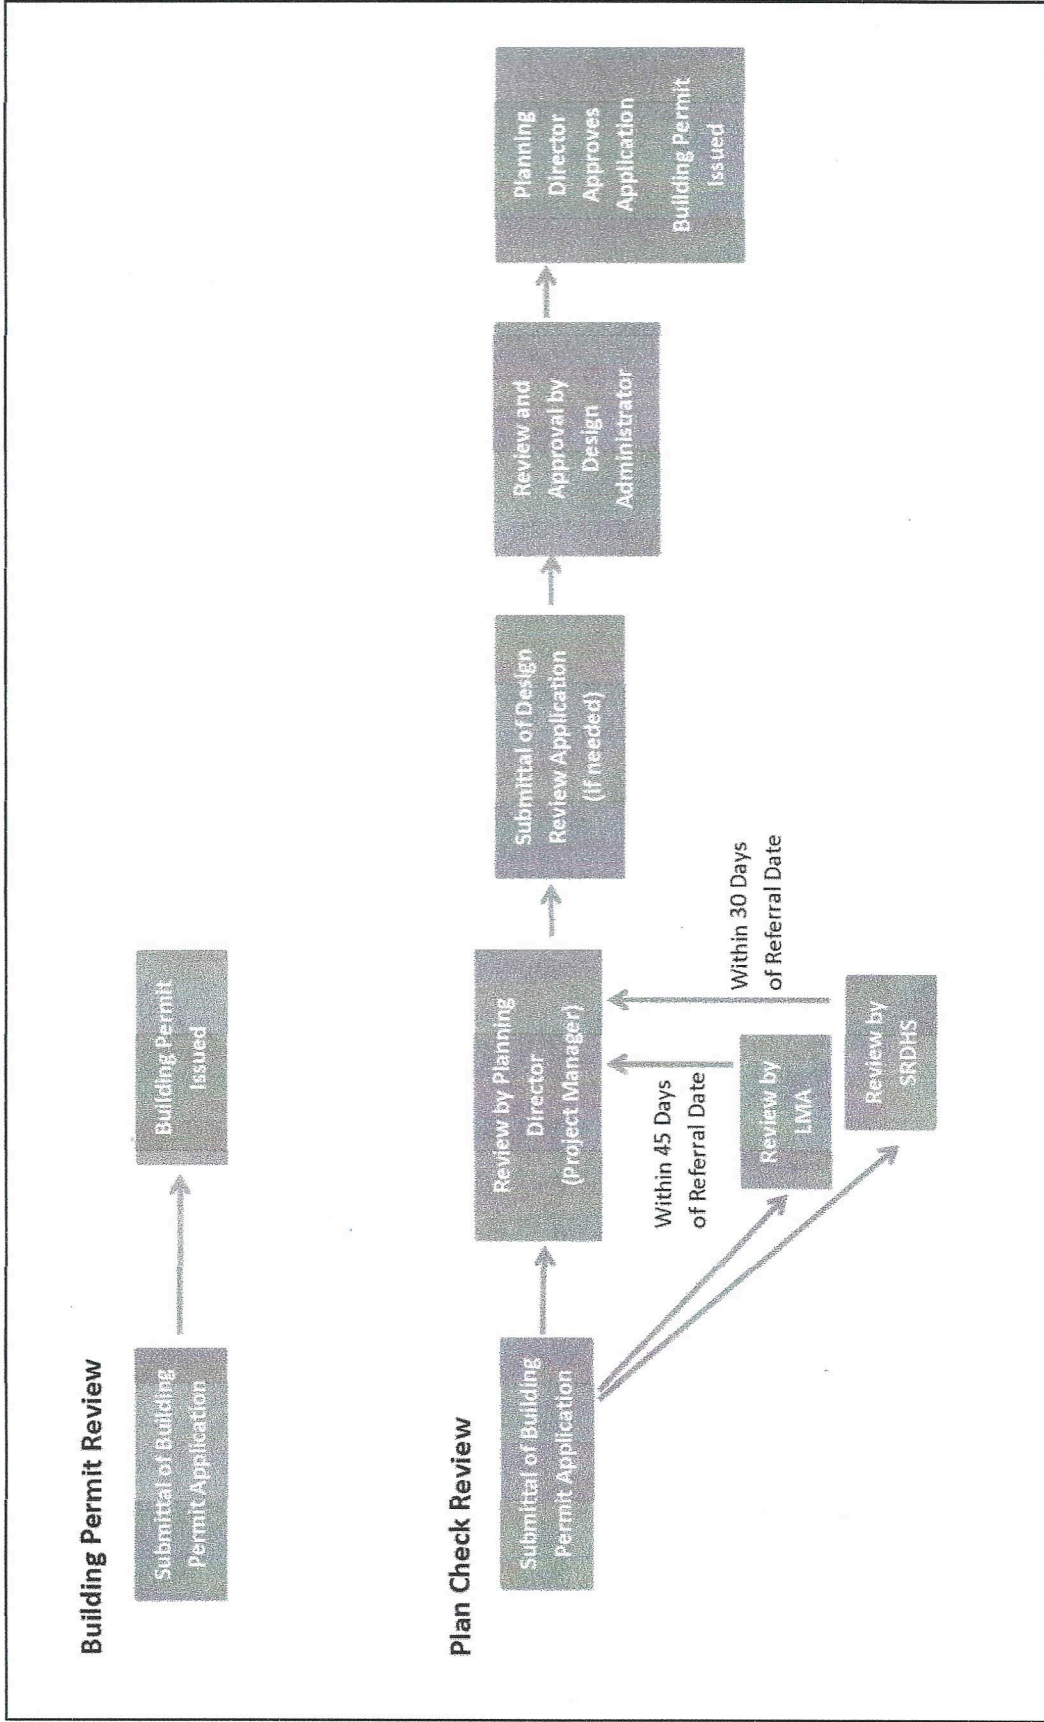 Building Permit Review
Submittal of Building
Permit Application
Building Permit
Issued
Plan Check Review
Submittal of Building
Permit Application
Review by Planning
Director
(Project Manager)
Within 45 Days
of Referral Date
Review by
LMA
Within 30 Days
of Referral Date
Review by
SRDHS
Submittal of Design
Review Application
(if needed)
Review and
Approval by
Design
Administrator
Planning
Director
Approves
Application
Building Permit
Issued